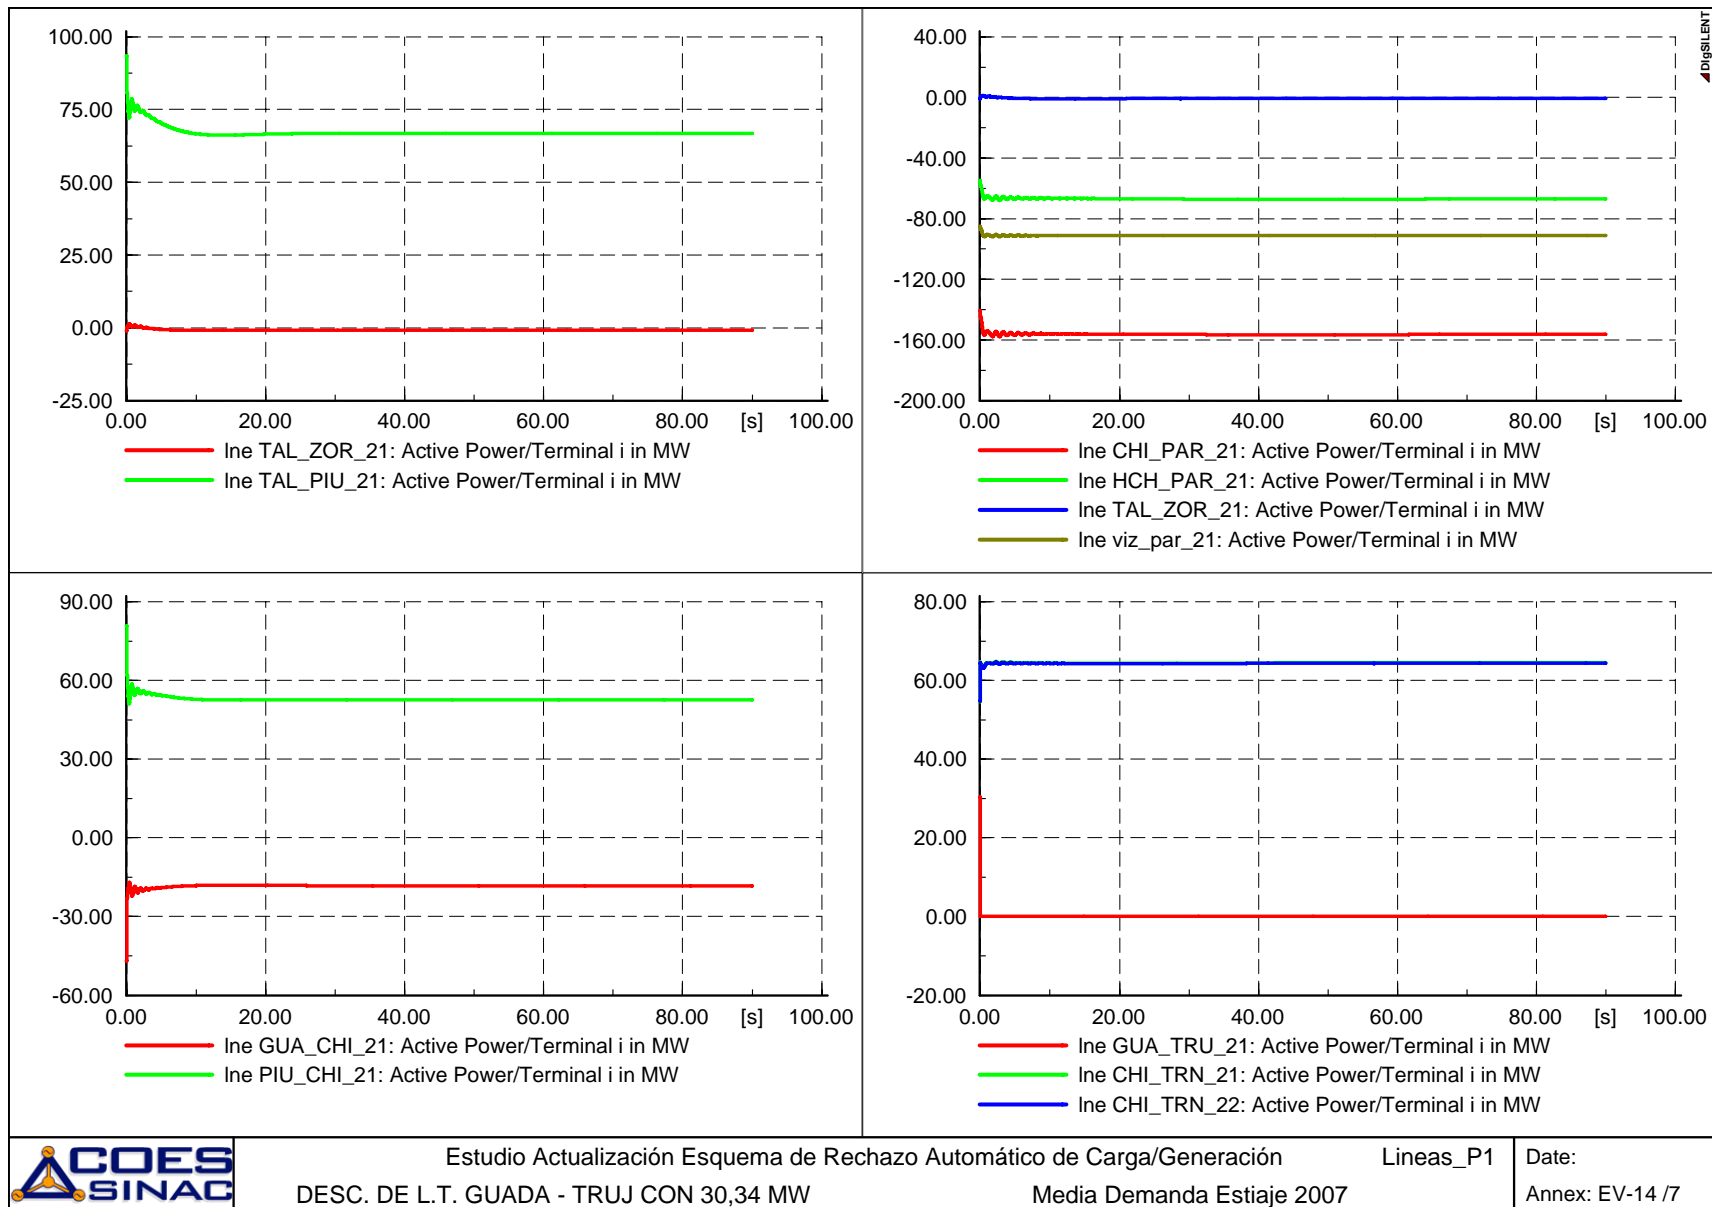 DIgSILENT
100.00
75.00
50.00
25.00
0.00
-25.00
0.00 20.00 40.00 60.00 80.00 [s] 100.00
lne TAL_ZOR_21: Active Power/Terminal i in MW
lne TAL_PIU_21: Active Power/Terminal i in MW
40.00
0.00
-40.00
-80.00
-120.00
-160.00
-200.00
0.00 20.00 40.00 60.00 80.00 [s] 100.00
lne CHI_PAR_21: Active Power/Terminal i in MW
lne HCH_PAR_21: Active Power/Terminal i in MW
lne TAL_ZOR_21: Active Power/Terminal i in MW
lne viz_par_21: Active Power/Terminal i in MW
90.00
60.00
30.00
0.00
-30.00
-60.00
0.00 20.00 40.00 60.00 80.00 [s] 100.00
lne GUA_CHI_21: Active Power/Terminal i in MW
lne PIU_CHI_21: Active Power/Terminal i in MW
80.00
60.00
40.00
20.00
0.00
-20.00
0.00 20.00 40.00 60.00 80.00 [s] 100.00
lne GUA_TRU_21: Active Power/Terminal i in MW
lne CHI_TRN_21: Active Power/Terminal i in MW
lne CHI_TRN_22: Active Power/Terminal i in MW
COES
SINAC
Estudio Actualización Esquema de Rechazo Automático de Carga/Generación Lineas_P1
DESC. DE L.T. GUADA - TRUJ CON 30,34 MW Media Demanda Estiaje 2007
Date:
Annex: EV-14 /7